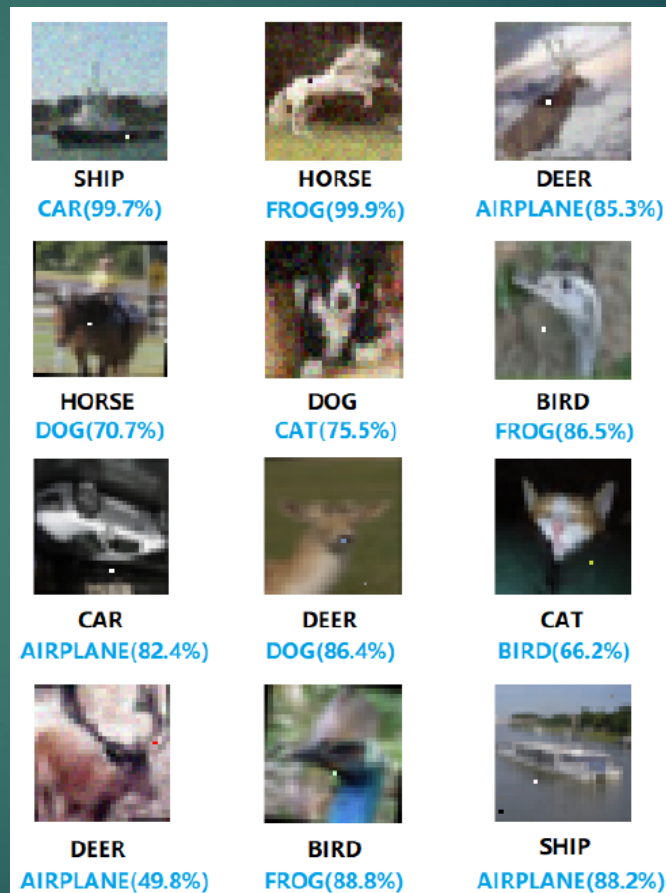 SHIP HORSE DEER
CAR(99.7%) FROG(99.9%) AIRPLANE(85.3%)
HORSE DOG BIRD
DOG(70.7%) CAT(75.5%) FROG(86.5%)
CAR DEER CAT
AIRPLANE(82.4%) DOG(86.4%) BIRD(66.2%)
DEER BIRD SHIP
AIRPLANE(49.8%) FROG(88.8%) AIRPLANE(88.2%)